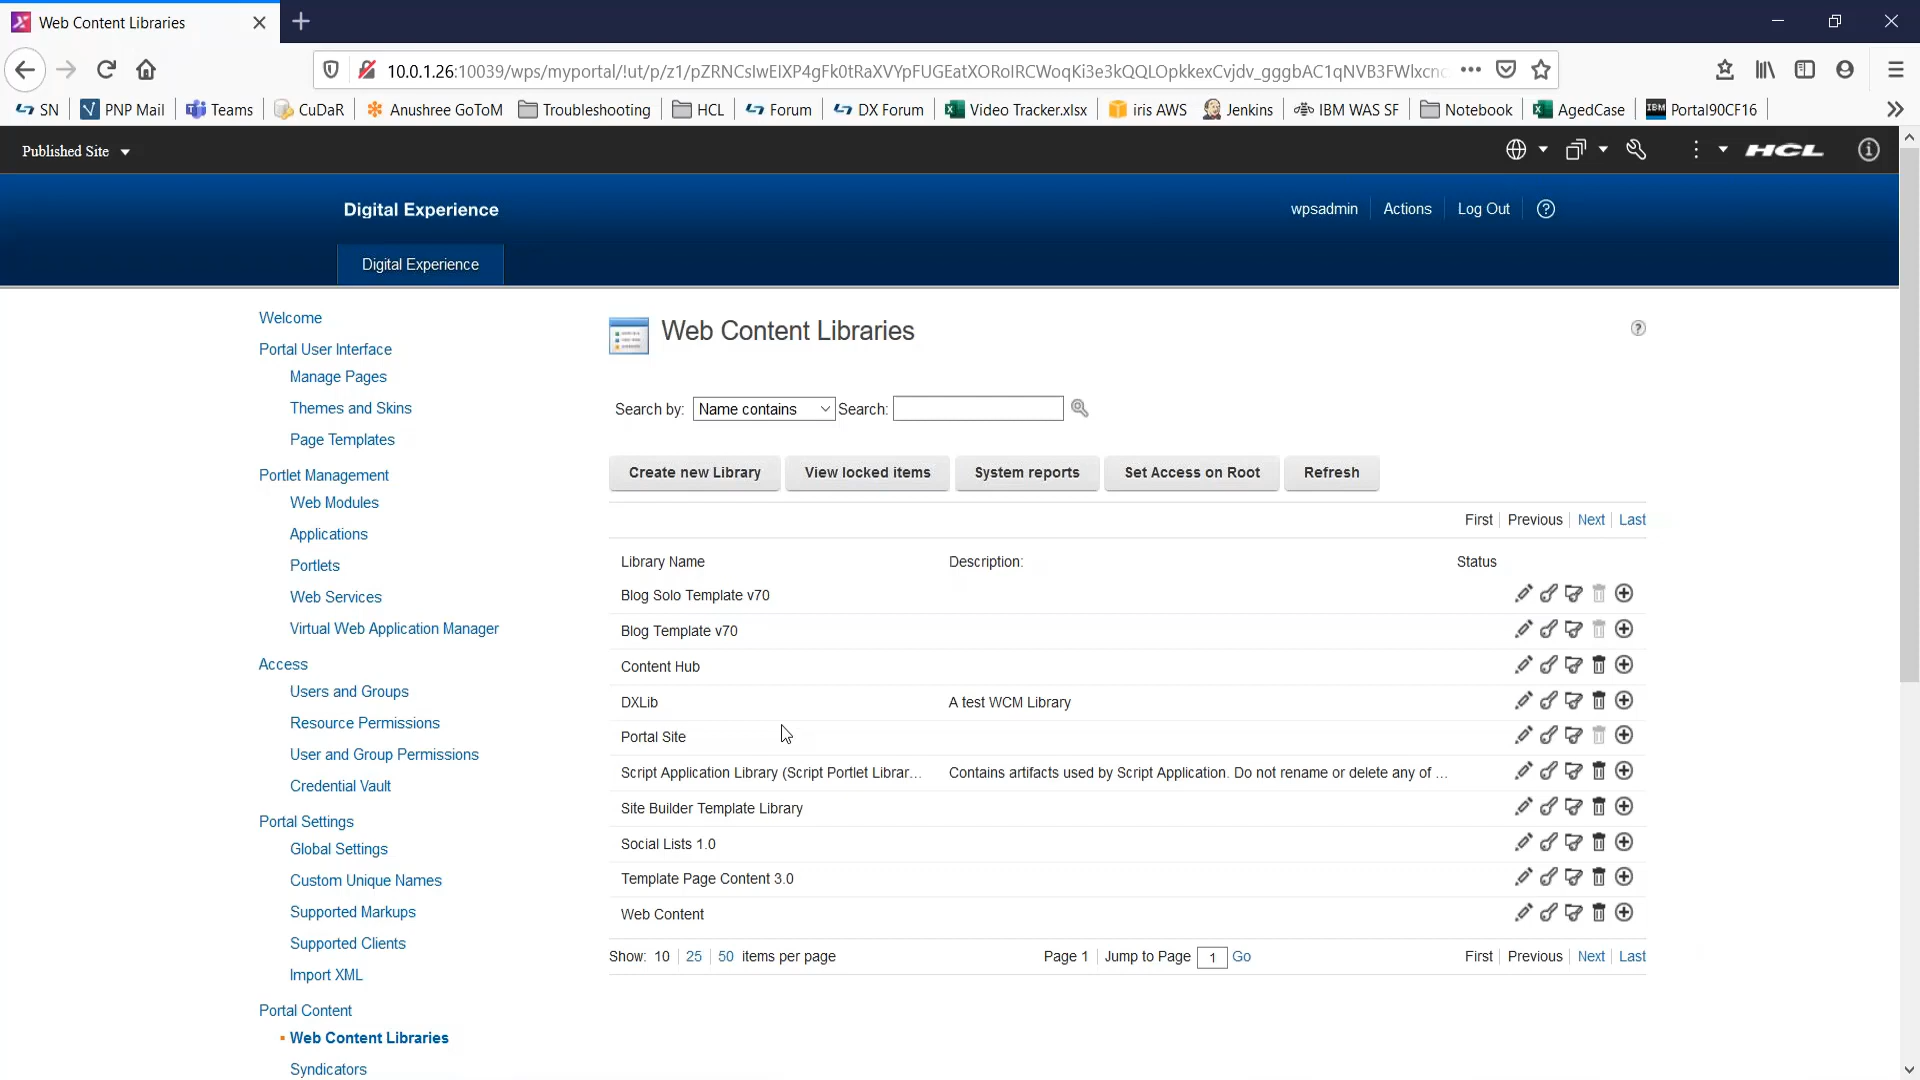 Web Content Libraries
10.0.1.26:10039/wps/myportal/!ut/p/z1/
SN PNP Mail Teams CuDaR Anushree GoToM Troubleshooting HCL Forum DX Forum Video Tracker.xlsx iris AWS Jenkins IBM WAS SF Notebook AgedCase Portal90CF16
Published Site HCL
Digital Experience wpsadmin Actions Log Out
Digital Experience
Welcome
Portal User Interface
Manage Pages
Themes and Skins
Page Templates
Portlet Management
Web Modules
Applications
Portlets
Web Services
Virtual Web Application Manager
Access
Users and Groups
Resource Permissions
User and Group Permissions
Credential Vault
Portal Settings
Global Settings
Custom Unique Names
Supported Markups
Supported Clients
Import XML
Portal Content
Web Content Libraries
Syndicators
Web Content Libraries
Search by: Name contains Search:
Create new Library View locked items System reports Set Access on Root Refresh
First Previous Next Last
Library Name Description: Status
Blog Solo Template v70
Blog Template v70
Content Hub
DXLib A test WCM Library
Portal Site
Script Application Library (Script Portlet Librar... Contains artifacts used by Script Application. Do not rename or delete any of ...
Site Builder Template Library
Social Lists 1.0
Template Page Content 3.0
Web Content
Show: 10 25 50 items per page Page 1 Jump to Page 1 Go First Previous Next Last